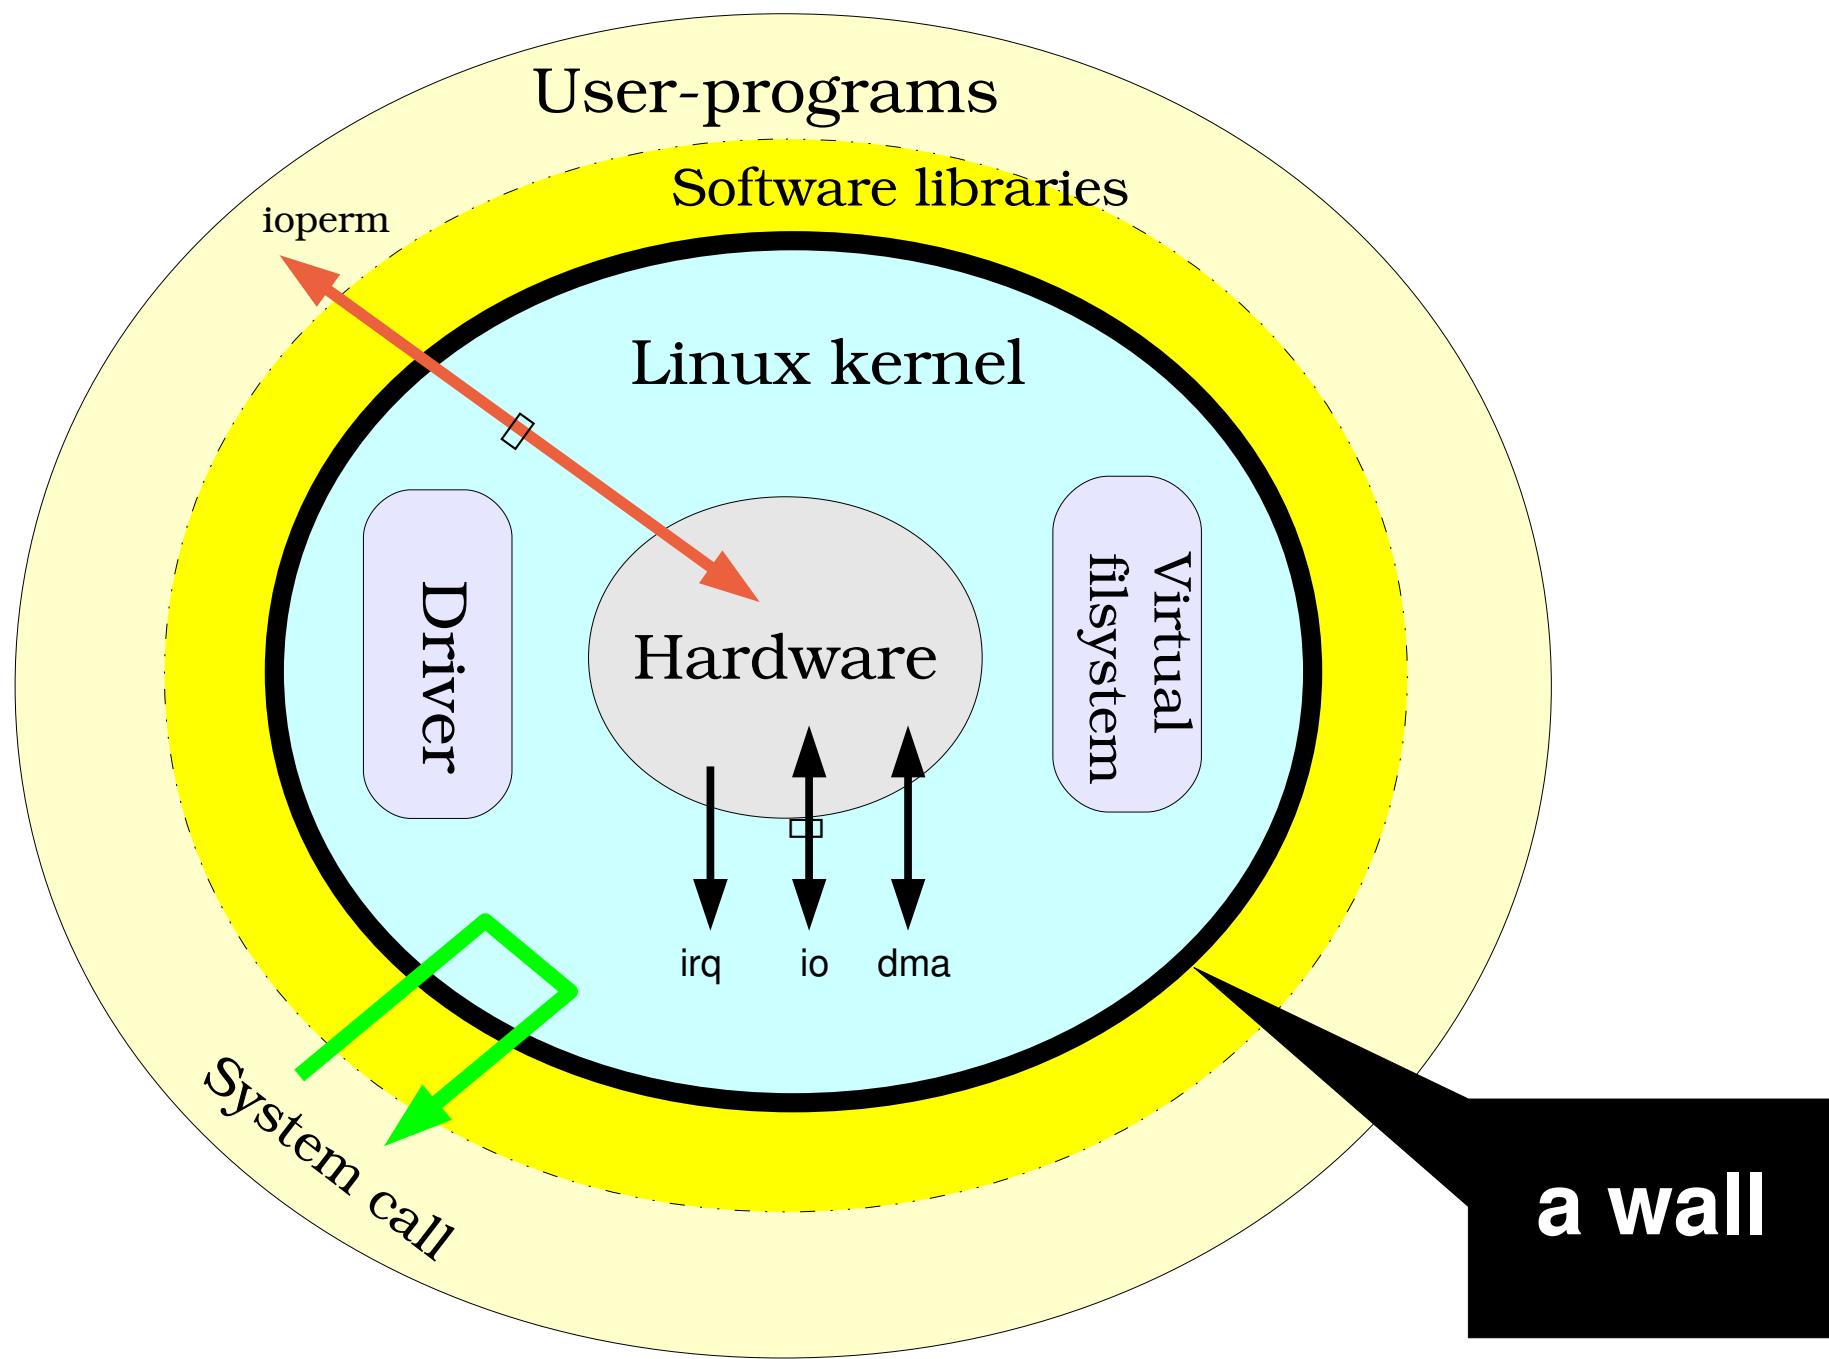 User-programs
Software libraries
ioperm
Linux kernel
Driver
Hardware
Virtual
filsystem
irq
io
dma
System call
a wall